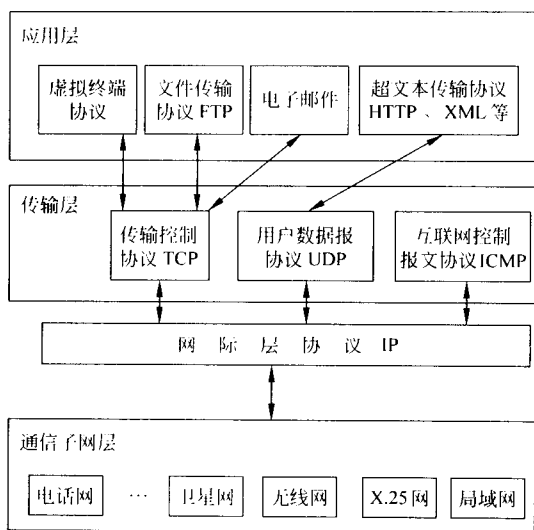 应用层
虚拟终端
协议
文件传输
协议 FTP
电子邮件
超文本传输协议
HTTP、XML 等
传输层
传输控制
协议 TCP
用户数据报
协议 UDP
互联网控制
报文协议 ICMP
网 际 层 协 议 IP
通信子网层
电话网
…
卫星网
无线网
X.25 网
局域网